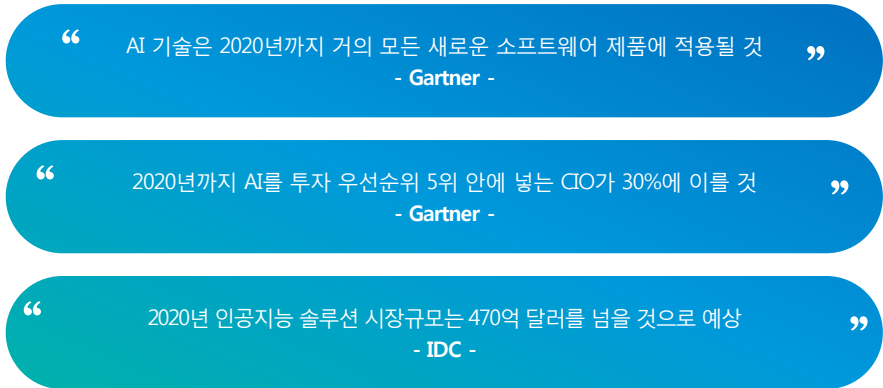 “ AI 기술은 2020년까지 거의 모든 새로운 소프트웨어 제품에 적용될 것 ”
- Gartner -
“ 2020년까지 AI를 투자 우선순위 5위 안에 넣는 CIO가 30%에 이를 것 ”
- Gartner -
“ 2020년 인공지능 솔루션 시장규모는 470억 달러를 넘을 것으로 예상 ”
- IDC -